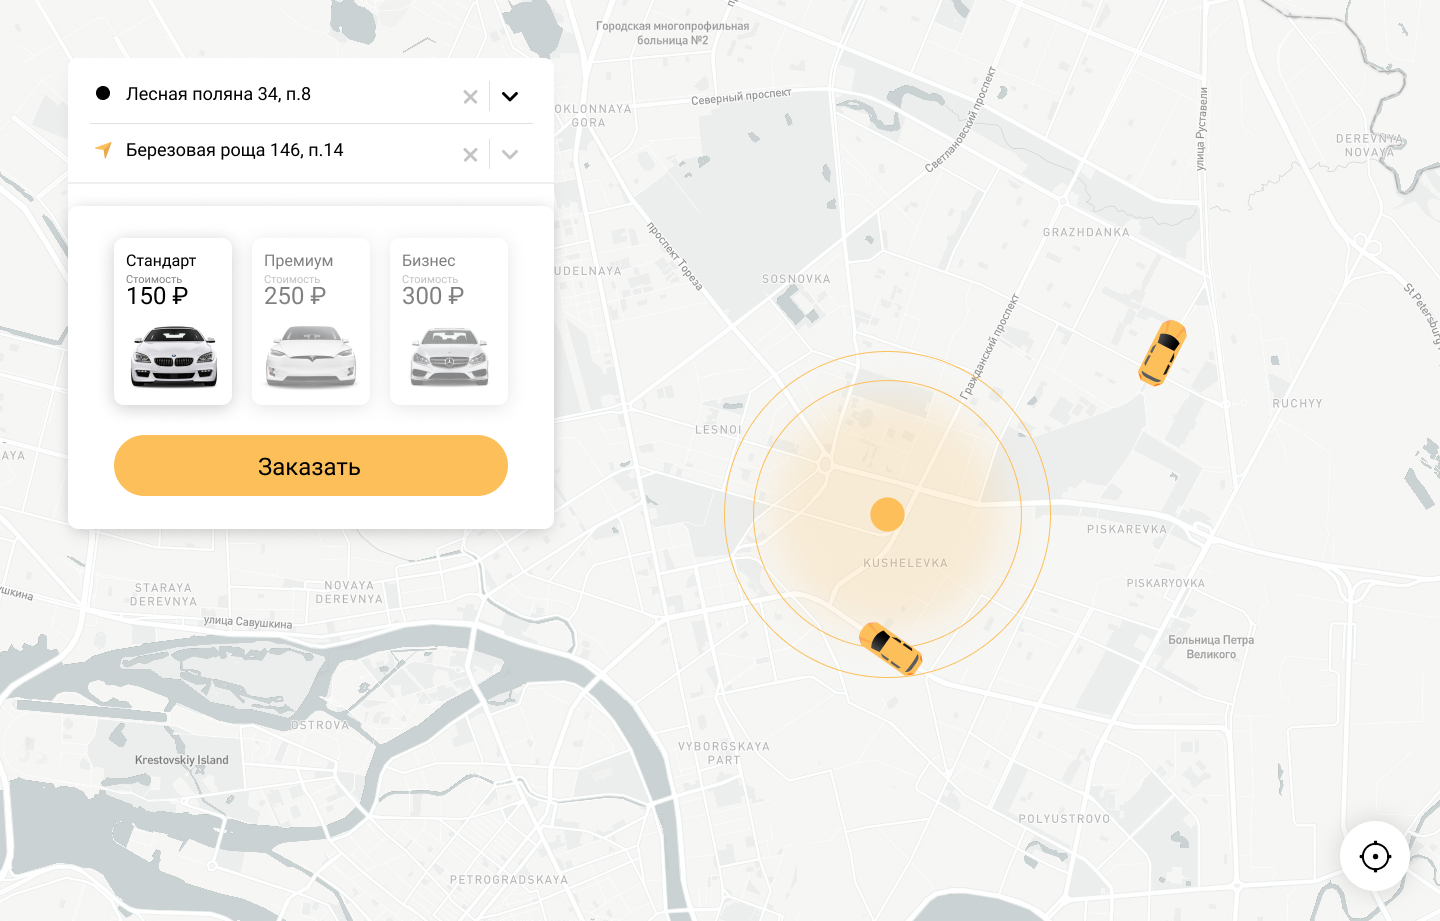 Лесная поляна 34, п.8
Березовая роща 146, п.14
Стандарт
Стоимость
150 ₽
Премиум
Стоимость
250 ₽
Бизнес
Стоимость
300 ₽
Заказать
Городская многопрофильная
больница №2
OKLONNAYA
GORA
Северный проспект
Светлановский проспект
улица Руставели
DEREVNYA
NOVAYA
GRAZHDANKA
проспект Тореза
UDELNAYA
SOSNOVKA
St Petersburg
Гражданский проспект
RUCHYY
LESNOI
AYA
PISKAREVKA
KUSHELEVKA
PISKARYOVKA
STARAYA
DEREVNYA
NOVAYA
DEREVNYA
ушкина
улица Савушкина
Больница Петра
Великого
OSTROVA
Krestovskiy Island
VYBORGSKAYA
PART
POLYUSTROVO
PETROGRADSKAYA